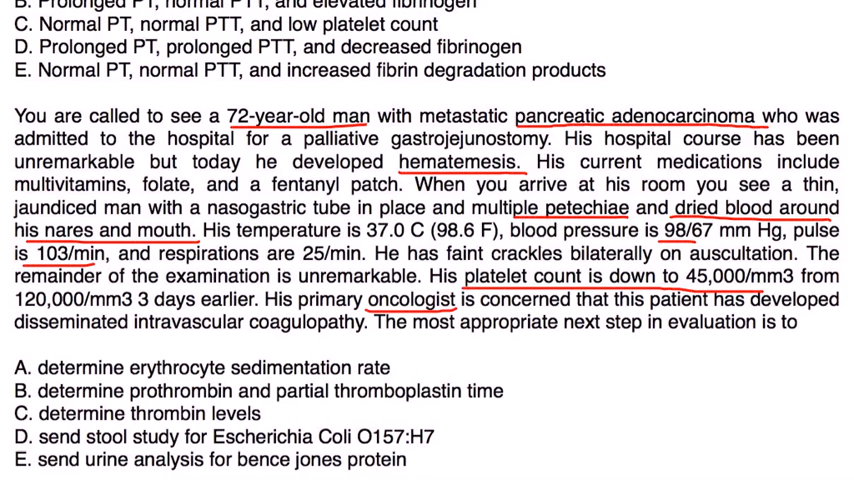 B. Prolonged PT, normal PTT, and elevated fibrinogen
C. Normal PT, normal PTT, and low platelet count
D. Prolonged PT, prolonged PTT, and decreased fibrinogen
E. Normal PT, normal PTT, and increased fibrin degradation products
You are called to see a 72-year-old man with metastatic pancreatic adenocarcinoma who was
admitted to the hospital for a palliative gastrojejunostomy. His hospital course has been
unremarkable but today he developed hematemesis. His current medications include
multivitamins, folate, and a fentanyl patch. When you arrive at his room you see a thin,
jaundiced man with a nasogastric tube in place and multiple petechiae and dried blood around
his nares and mouth. His temperature is 37.0 C (98.6 F), blood pressure is 98/67 mm Hg, pulse
is 103/min, and respirations are 25/min. He has faint crackles bilaterally on auscultation. The
remainder of the examination is unremarkable. His platelet count is down to 45,000/mm3 from
120,000/mm3 3 days earlier. His primary oncologist is concerned that this patient has developed
disseminated intravascular coagulopathy. The most appropriate next step in evaluation is to
A. determine erythrocyte sedimentation rate
B. determine prothrombin and partial thromboplastin time
C. determine thrombin levels
D. send stool study for Escherichia Coli O157:H7
E. send urine analysis for bence jones protein